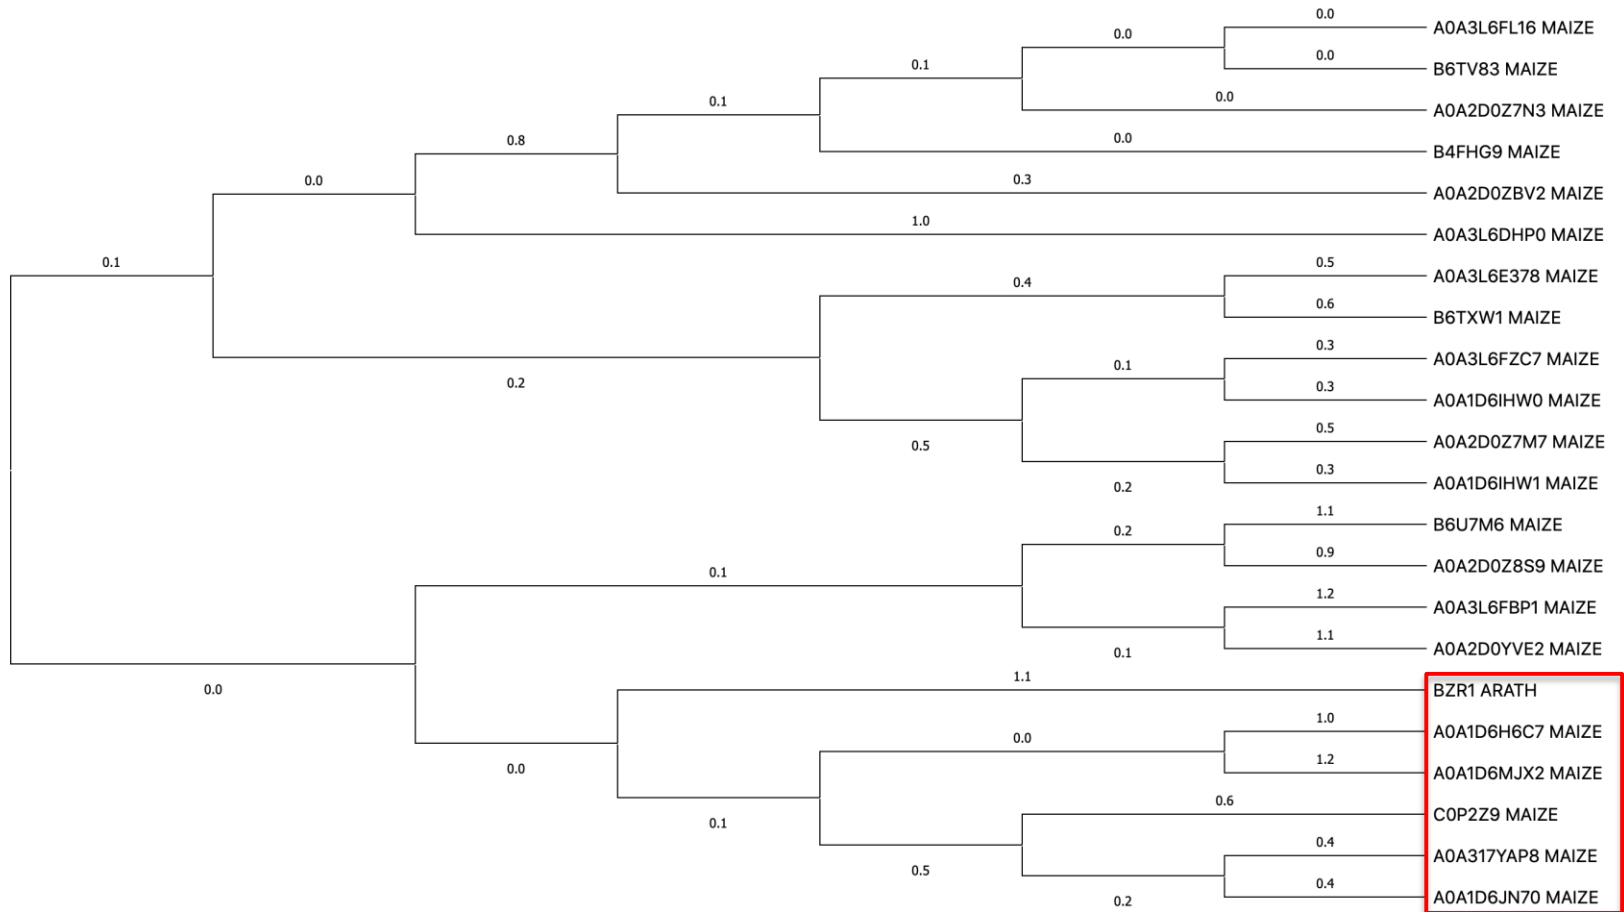 0.0
A0A3L6FL16 MAIZE
0.0
0.0
B6TV83 MAIZE
0.1
0.0
A0A2D0Z7N3 MAIZE
0.1
0.0
B4FHG9 MAIZE
0.8
0.3
A0A2D0ZBV2 MAIZE
0.0
1.0
A0A3L6DHP0 MAIZE
0.1
0.5
A0A3L6E378 MAIZE
0.4
0.6
B6TXW1 MAIZE
0.3
A0A3L6FZC7 MAIZE
0.1
0.2
0.3
A0A1D6IHW0 MAIZE
0.5
A0A2D0Z7M7 MAIZE
0.5
0.3
A0A1D6IHW1 MAIZE
0.2
1.1
B6U7M6 MAIZE
0.2
0.9
A0A2D0Z8S9 MAIZE
0.1
1.2
A0A3L6FBP1 MAIZE
1.1
A0A2D0YVE2 MAIZE
0.1
1.1
BZR1 ARATH
0.0
1.0
A0A1D6H6C7 MAIZE
0.0
1.2
A0A1D6MJX2 MAIZE
0.0
0.6
C0P2Z9 MAIZE
0.1
0.4
A0A317YAP8 MAIZE
0.5
0.4
A0A1D6JN70 MAIZE
0.2